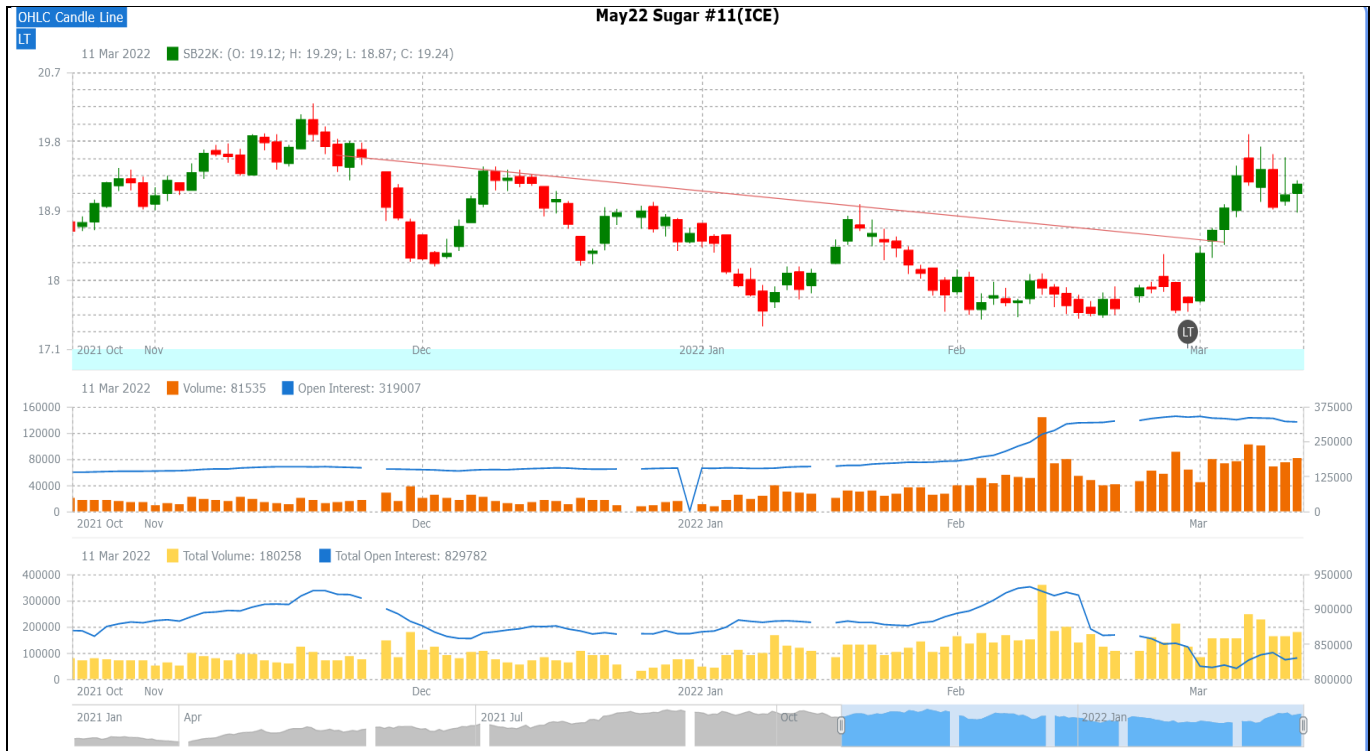 OHLC Candle Line
May22 Sugar #11(ICE)
LT
11 Mar 2022 SB22K: (O: 19.12; H: 19.29; L: 18.87; C: 19.24)
20.7
19.8
18.9
18
17.1
LT
2021 Oct Nov Dec 2022 Jan Feb Mar
11 Mar 2022 Volume: 81535 Open Interest: 319007
160000 375000
120000 250000
80000 125000
40000
0 0
2021 Oct Nov Dec 2022 Jan Feb Mar
11 Mar 2022 Total Volume: 180258 Total Open Interest: 829782
400000 950000
300000 900000
200000 850000
100000
0 800000
2021 Oct Nov Dec 2022 Jan Feb Mar
2021 Jan Apr 2021 Jul Oct 2022 Jan